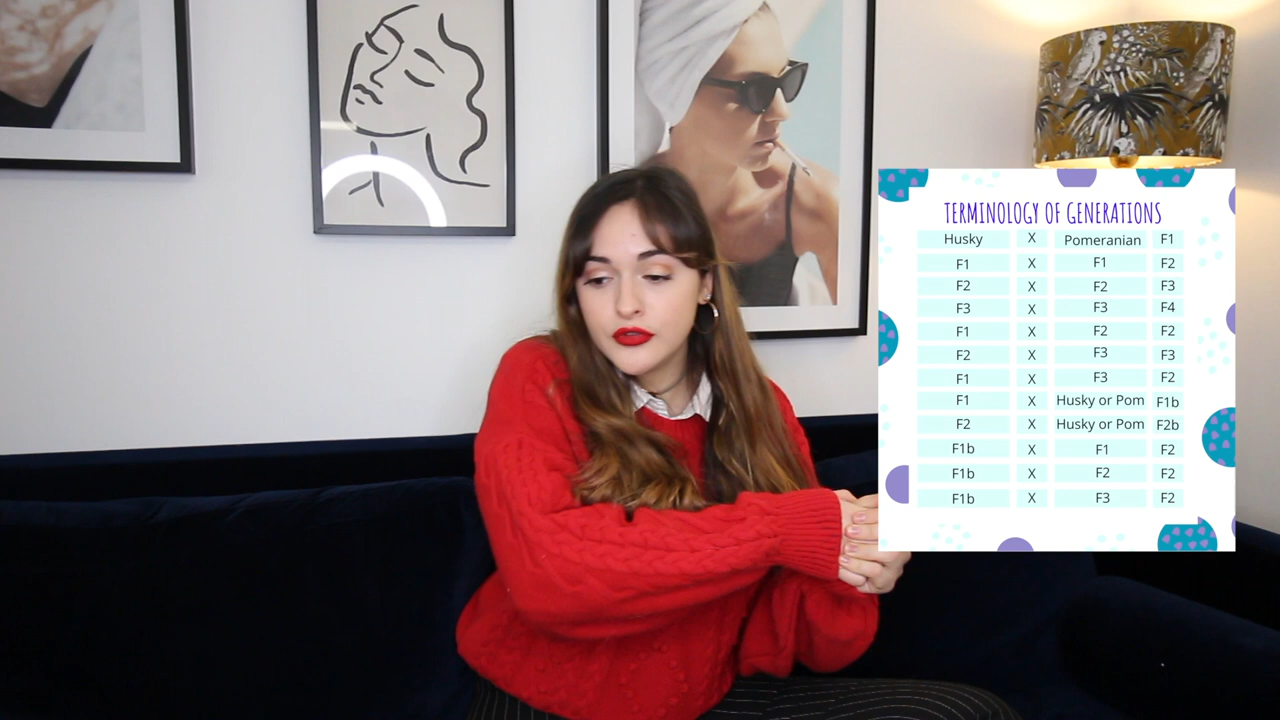 TERMINOLOGY OF GENERATIONS
Husky X Pomeranian F1
F1 X F1 F2
F2 X F2 F3
F3 X F3 F4
F1 X F2 F2
F2 X F3 F3
F1 X F3 F2
F1 X Husky or Pom F1b
F2 X Husky or Pom F2b
F1b X F1 F2
F1b X F2 F2
F1b X F3 F2